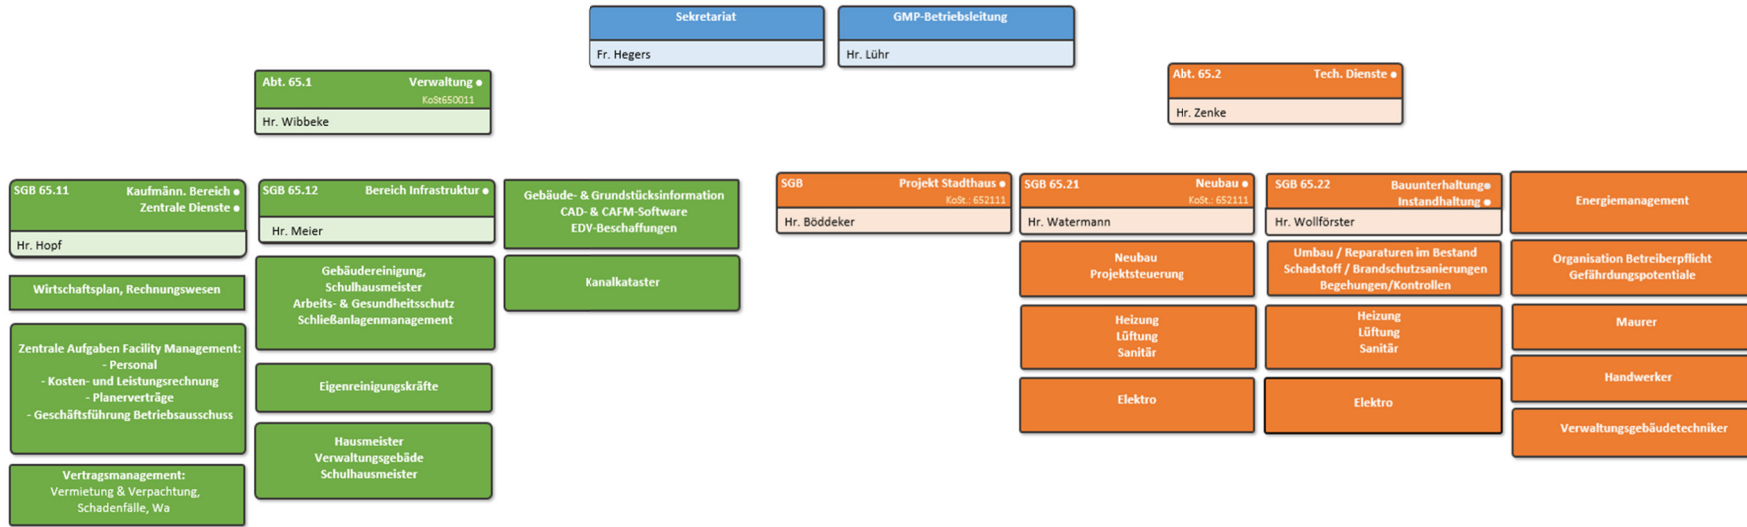 Sekretariat
Fr. Hegers
GMP-Betriebsleitung
Hr. Lühr
Abt. 65.1 Verwaltung ●
KoSt650011
Hr. Wibbeke
Abt. 65.2 Tech. Dienste ●
Hr. Zenke
SGB 65.11 Kaufmänn. Bereich ●
Zentrale Dienste ●
Hr. Hopf
Wirtschaftsplan, Rechnungswesen
Zentrale Aufgaben Facility Management:
- Personal
- Kosten- und Leistungsrechnung
- Planerverträge
- Geschäftsführung Betriebsausschuss
Vertragsmanagement:
Vermietung & Verpachtung,
Schadenfälle, Wa
SGB 65.12 Bereich Infrastruktur ●
Hr. Meier
Gebäudereinigung,
Schulhausmeister
Arbeits- & Gesundheitsschutz
Schließanlagenmanagement
Eigenreinigungskräfte
Hausmeister
Verwaltungsgebäde
Schulhausmeister
Gebäude- & Grundstücksinformation
CAD- & CAFM-Software
EDV-Beschaffungen
Kanalkataster
SGB Projekt Stadthaus ●
KoSt.: 652111
Hr. Böddeker
SGB 65.21 Neubau ●
KoSt.: 652111
Hr. Watermann
Neubau
Projektsteuerung
Heizung
Lüftung
Sanitär
Elektro
SGB 65.22 Bauunterhaltung●
Instandhaltung ●
Hr. Wollförster
Umbau / Reparaturen im Bestand
Schadstoff / Brandschutzsanierungen
Begehungen/Kontrollen
Heizung
Lüftung
Sanitär
Elektro
Energiemanagement
Organisation Betreiberpflicht
Gefährdungspotentiale
Maurer
Handwerker
Verwaltungsgebäudetechniker